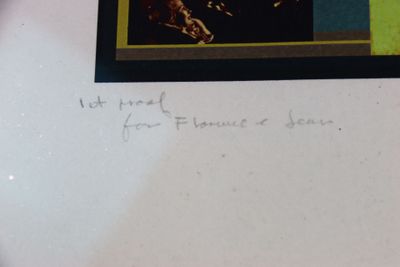 1st proof
for Florence & Sean